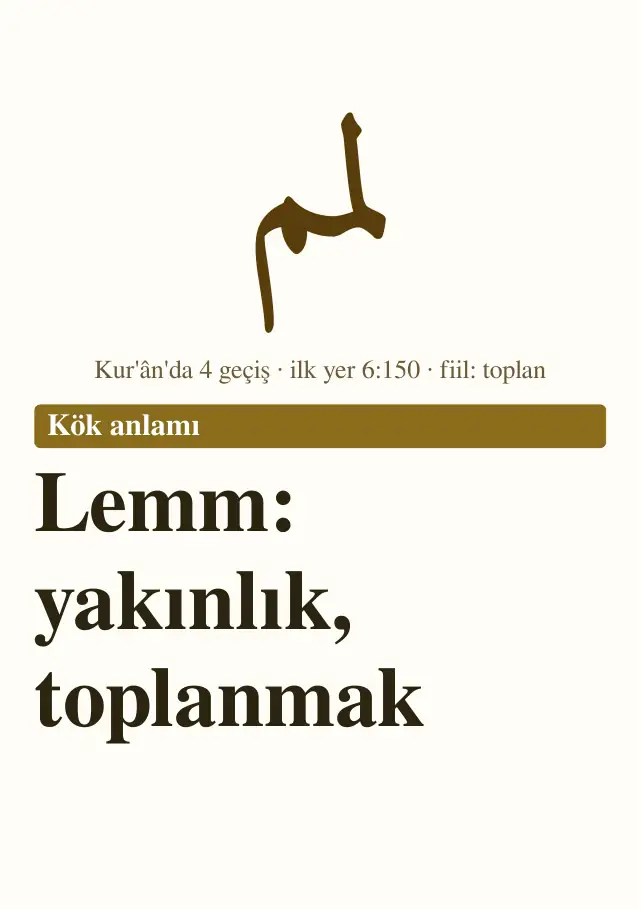 لم
Kur'ân'da 4 geçiş · ilk yer 6:150 · fiil: toplan
Kök anlamı
Lemm:
yakınlık,
toplanmak